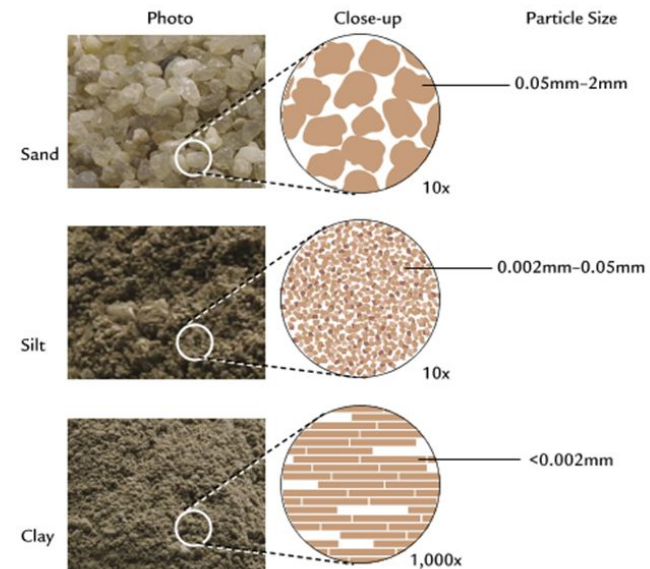 Photo Close-up Particle Size
Sand
0.05mm–2mm
10x
Silt
0.002mm–0.05mm
10x
Clay
<0.002mm
1,000x